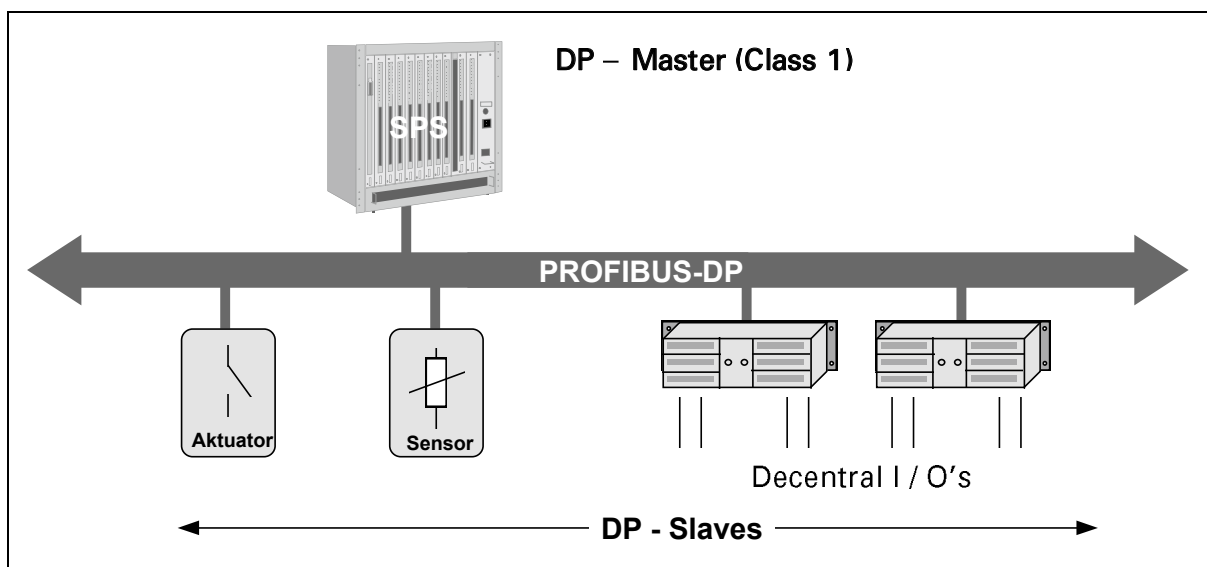 DP – Master (Class 1)
SPS
PROFIBUS-DP
Aktuator
Sensor
Decentral I / O's
DP - Slaves